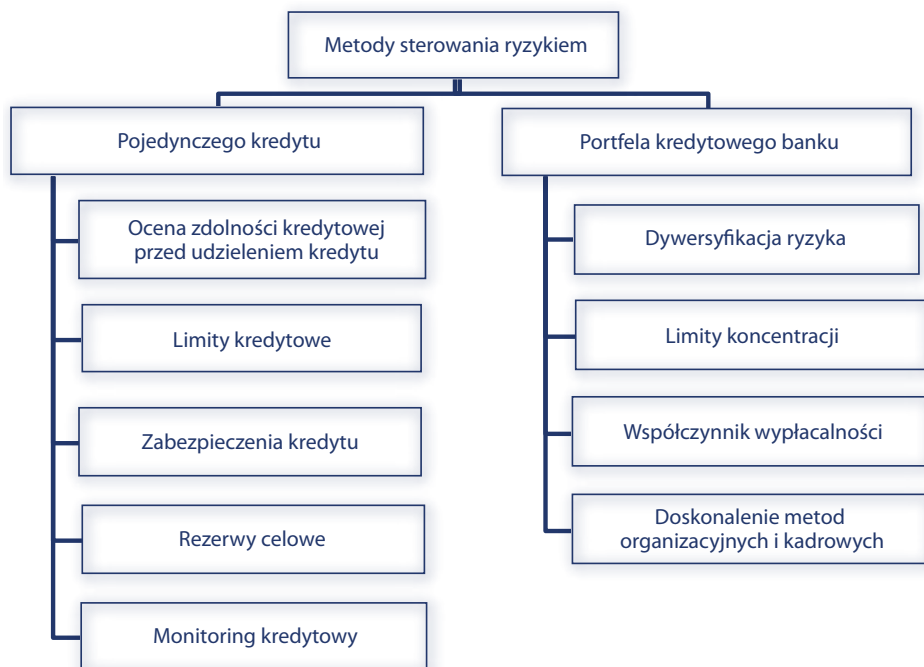 Metody sterowania ryzykiem
Pojedynczego kredytu
Ocena zdolności kredytowej
przed udzieleniem kredytu
Limity kredytowe
Zabezpieczenia kredytu
Rezerwy celowe
Monitoring kredytowy
Portfela kredytowego banku
Dywersyfikacja ryzyka
Limity koncentracji
Współczynnik wypłacalności
Doskonalenie metod
organizacyjnych i kadrowych